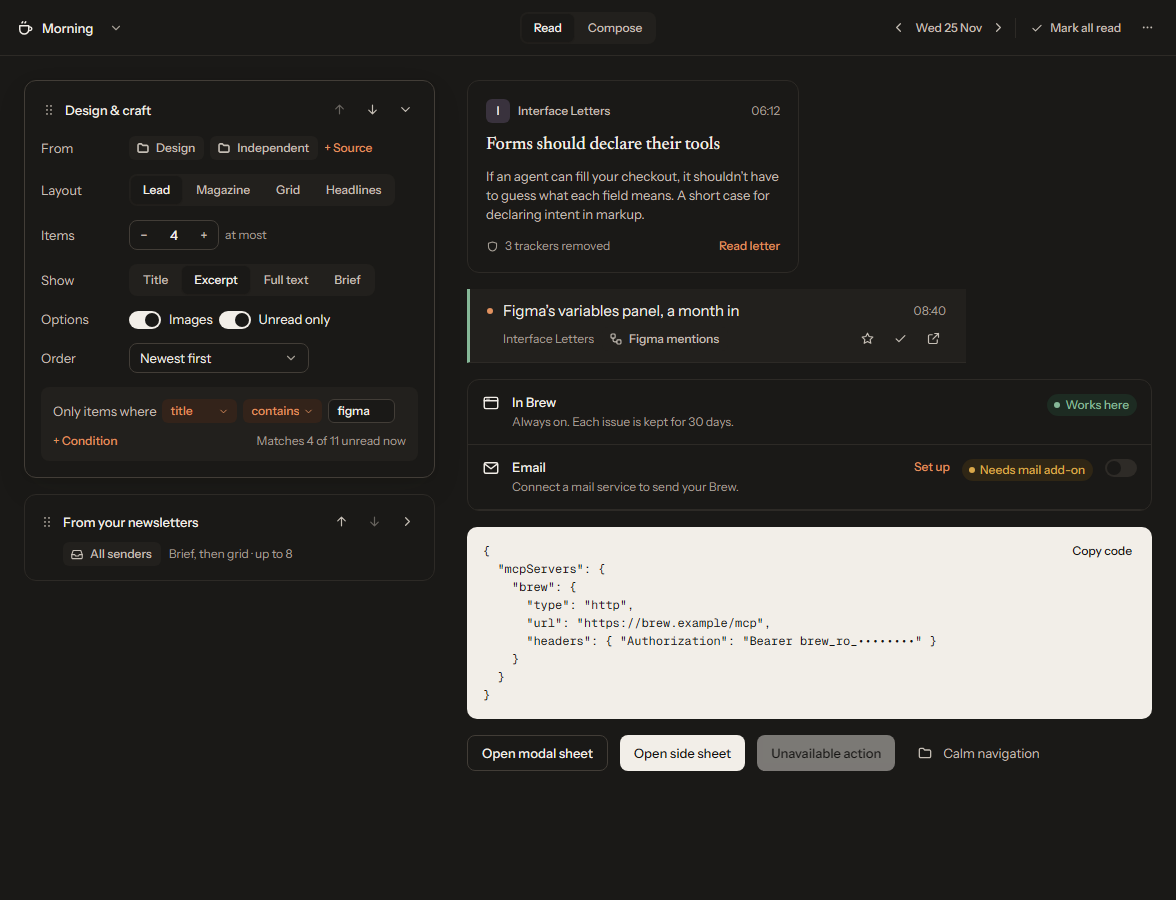 Morning
Read
Compose
Wed 25 Nov
Mark all read
Design & craft
From
Design
Independent
+ Source
Layout
Lead
Magazine
Grid
Headlines
Items
− 4 +
at most
Show
Title
Excerpt
Full text
Brief
Options
Images
Unread only
Order
Newest first
Only items where
title
contains
figma
+ Condition
Matches 4 of 11 unread now
From your newsletters
All senders
Brief, then grid · up to 8
I
Interface Letters
06:12
Forms should declare their tools
If an agent can fill your checkout, it shouldn't have
to guess what each field means. A short case for
declaring intent in markup.
3 trackers removed
Read letter
Figma's variables panel, a month in
08:40
Interface Letters
Figma mentions
In Brew
Always on. Each issue is kept for 30 days.
Works here
Email
Connect a mail service to send your Brew.
Set up
Needs mail add-on
Copy code
{
  "mcpServers": {
    "brew": {
      "type": "http",
      "url": "https://brew.example/mcp",
      "headers": { "Authorization": "Bearer brew_ro_••••••••" }
    }
  }
}
Open modal sheet
Open side sheet
Unavailable action
Calm navigation